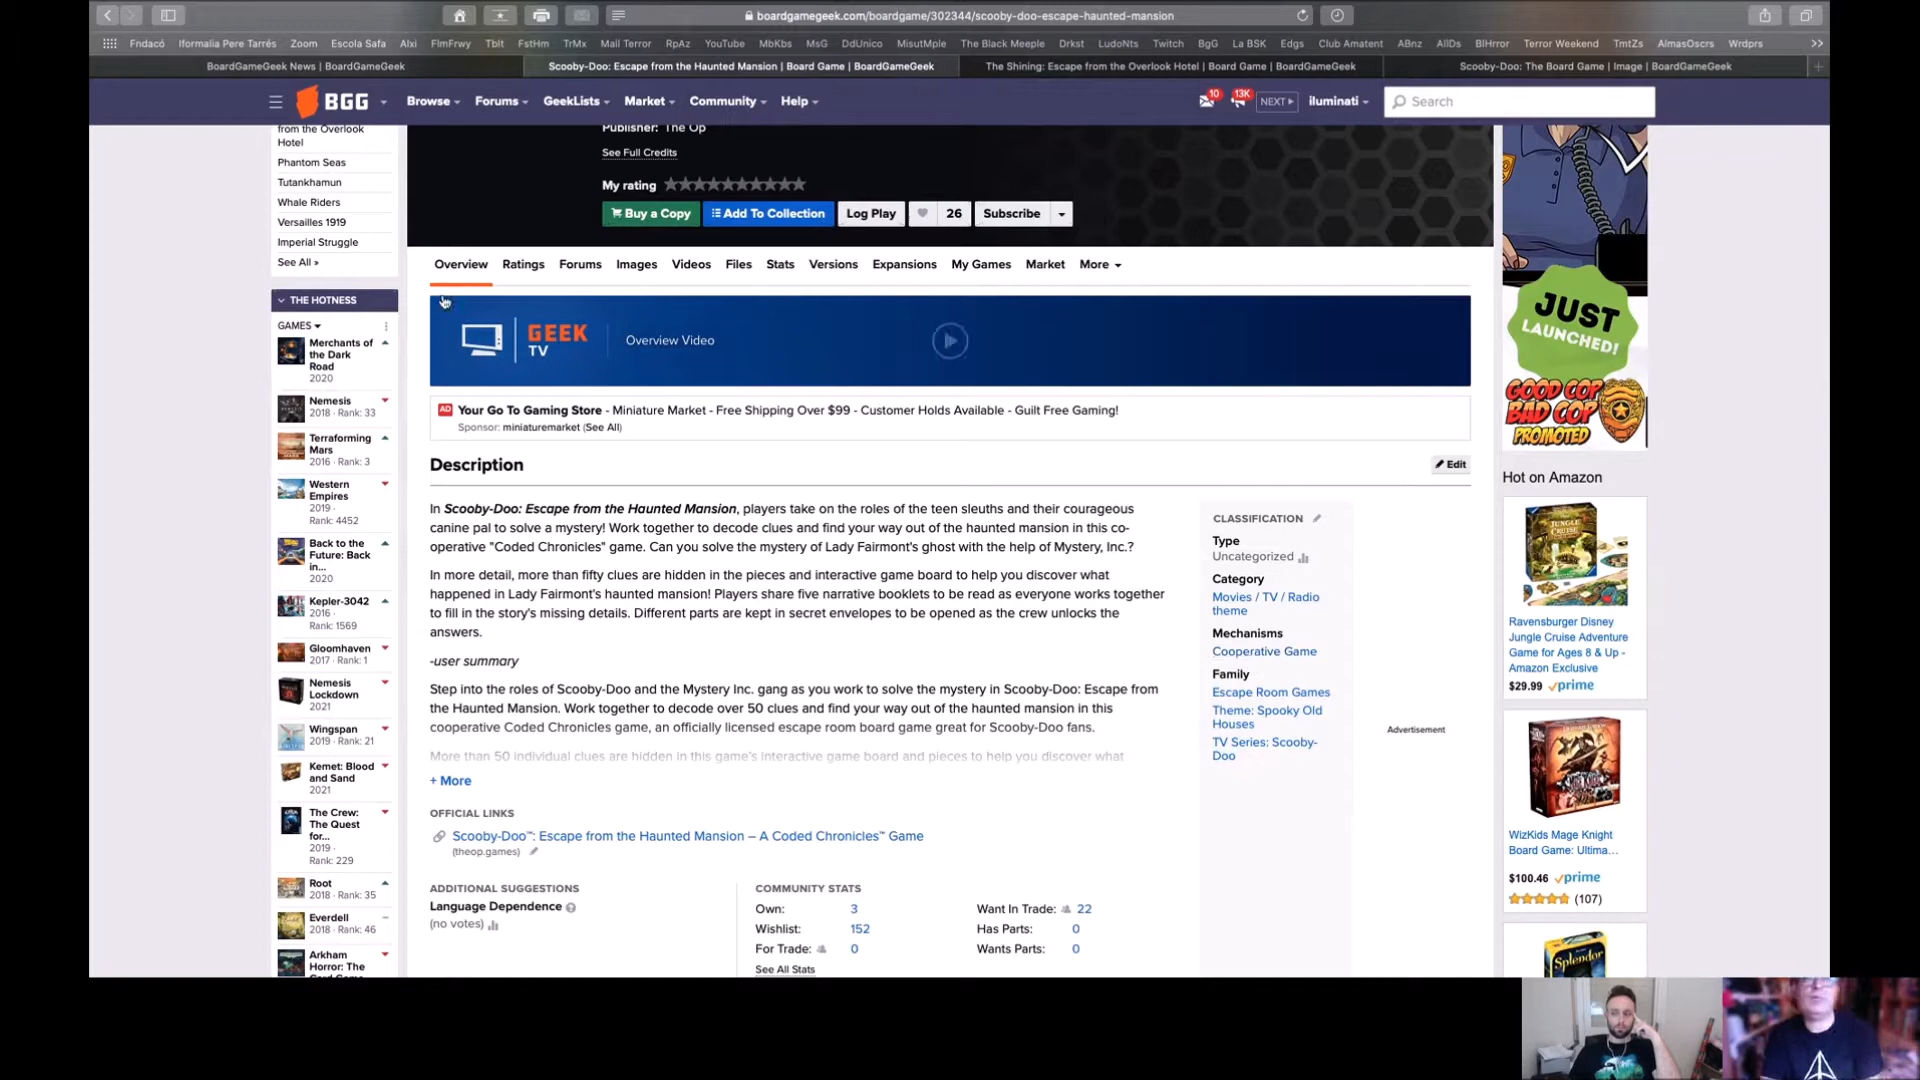 boardgamegeek.com/boardgame/302344/scooby-doo-escape-haunted-mansion
Fndacó Iformalia Pere Tarrés Zoom Escola Safa Alxi FlmFrwy Tblt FstHm TrMx Mail Terror RpAz YouTube MbKbs MsG DdUnico MisutMple The Black Meeple Drkst LudoNts Twitch BgG La BSK Edgs Club Amatent ABnz AllDs BlHrror Terror Weekend TmtZs AlmasOscrs Wrdprs
BoardGameGeek News | BoardGameGeek
Scooby-Doo: Escape from the Haunted Mansion | Board Game | BoardGameGeek
The Shining: Escape from the Overlook Hotel | Board Game | BoardGameGeek
Scooby-Doo: The Board Game | Image | BoardGameGeek
BGG Browse Forums GeekLists Market Community Help 10 13K NEXT iluminati Search
from the Overlook
Hotel
Phantom Seas
Tutankhamun
Whale Riders
Versailles 1919
Imperial Struggle
See All »
THE HOTNESS
GAMES
Merchants of
the Dark
Road
2020
Nemesis
2018 · Rank: 33
Terraforming
Mars
2016 · Rank: 3
Western
Empires
2019 ·
Rank: 4452
Back to the
Future: Back
in...
2020
Kepler-3042
2016 ·
Rank: 1569
Gloomhaven
2017 · Rank: 1
Nemesis
Lockdown
2021
Wingspan
2019 · Rank: 21
Kemet: Blood
and Sand
2021
The Crew:
The Quest
for...
2019 ·
Rank: 229
Root
2018 · Rank: 35
Everdell
2018 · Rank: 46
Arkham
Horror: The
Publisher: The Op
See Full Credits
My rating
Buy a Copy Add To Collection Log Play 26 Subscribe
Overview Ratings Forums Images Videos Files Stats Versions Expansions My Games Market More
GEEK
TV
Overview Video
AD Your Go To Gaming Store - Miniature Market - Free Shipping Over $99 - Customer Holds Available - Guilt Free Gaming!
Sponsor: miniaturemarket (See All)
Description
Edit
In Scooby-Doo: Escape from the Haunted Mansion, players take on the roles of the teen sleuths and their courageous
canine pal to solve a mystery! Work together to decode clues and find your way out of the haunted mansion in this co-
operative "Coded Chronicles" game. Can you solve the mystery of Lady Fairmont's ghost with the help of Mystery, Inc.?
In more detail, more than fifty clues are hidden in the pieces and interactive game board to help you discover what
happened in Lady Fairmont's haunted mansion! Players share five narrative booklets to be read as everyone works together
to fill in the story's missing details. Different parts are kept in secret envelopes to be opened as the crew unlocks the
answers.
-user summary
Step into the roles of Scooby-Doo and the Mystery Inc. gang as you work to solve the mystery in Scooby-Doo: Escape from
the Haunted Mansion. Work together to decode over 50 clues and find your way out of the haunted mansion in this
cooperative Coded Chronicles game, an officially licensed escape room board game great for Scooby-Doo fans.
More than 50 individual clues are hidden in this game's interactive game board and pieces to help you discover what
+ More
OFFICIAL LINKS
Scooby-Doo™: Escape from the Haunted Mansion – A Coded Chronicles™ Game
(theop.games)
ADDITIONAL SUGGESTIONS
Language Dependence
(no votes)
COMMUNITY STATS
Own: 3
Wishlist: 152
For Trade: 0
See All Stats
Want In Trade: 22
Has Parts: 0
Wants Parts: 0
CLASSIFICATION
Type
Uncategorized
Category
Movies / TV / Radio
theme
Mechanisms
Cooperative Game
Family
Escape Room Games
Theme: Spooky Old
Houses
TV Series: Scooby-
Doo
Advertisement
JUST
LAUNCHED!
GOOD COP
BAD COP
PROMOTED
Hot on Amazon
JUNGLE
CRUISE
Ravensburger Disney
Jungle Cruise Adventure
Game for Ages 8 & Up -
Amazon Exclusive
$29.99 prime
WizKids Mage Knight
Board Game: Ultima...
$100.46 prime
(107)
Splendor